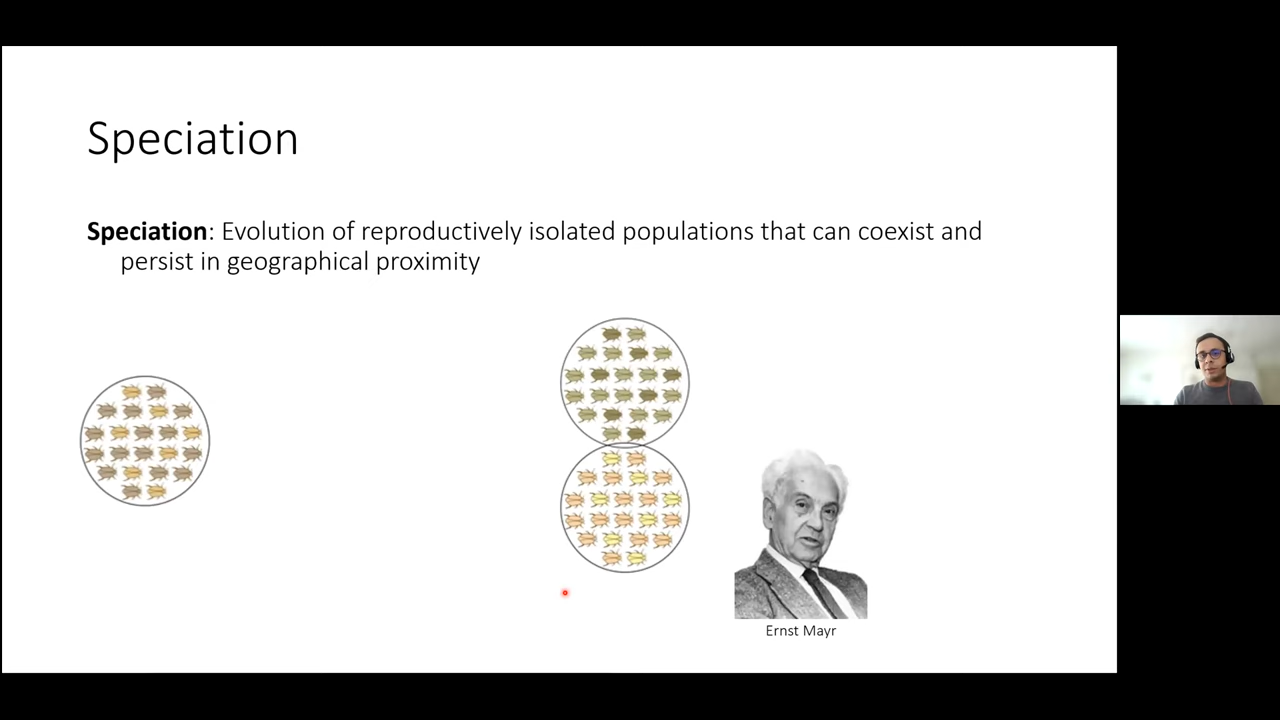 Speciation
Speciation: Evolution of reproductively isolated populations that can coexist and
persist in geographical proximity
Ernst Mayr